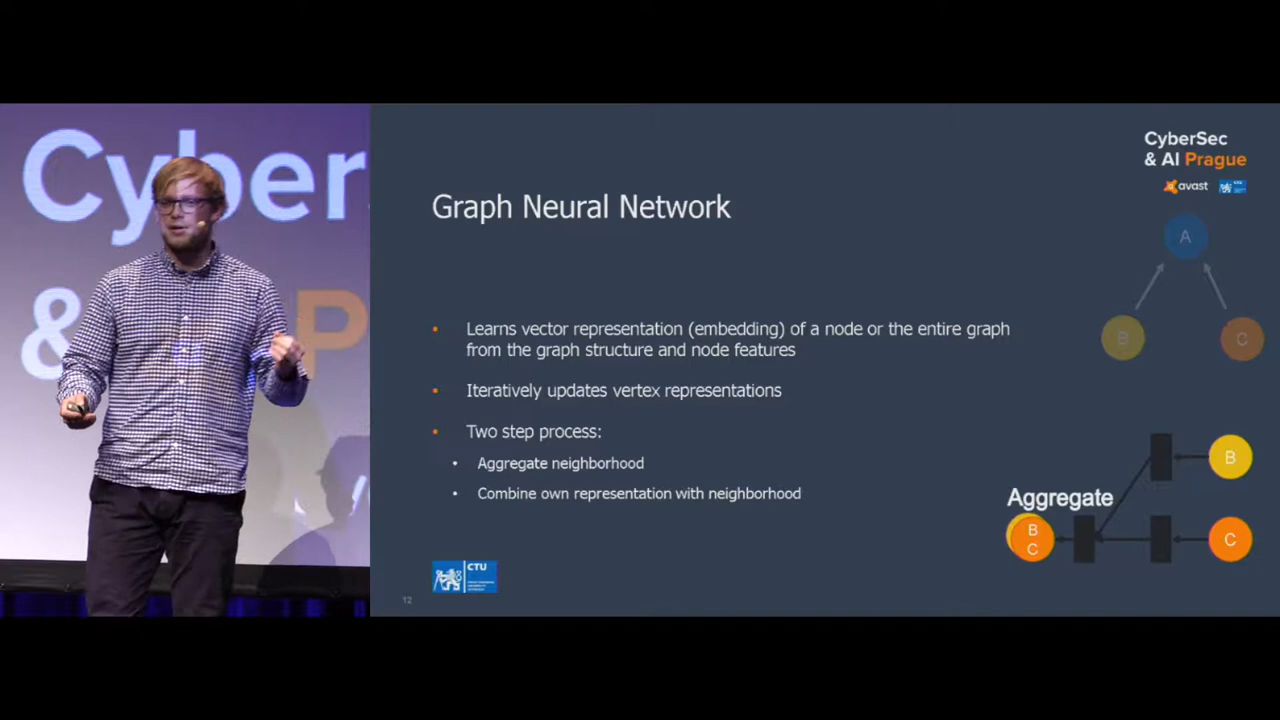 Cyber
& P
CyberSec
& AI Prague
avast
Graph Neural Network
A
B
C
• Learns vector representation (embedding) of a node or the entire graph
from the graph structure and node features
• Iteratively updates vertex representations
• Two step process:
• Aggregate neighborhood
• Combine own representation with neighborhood
B
Aggregate
B
C
C
CTU
12